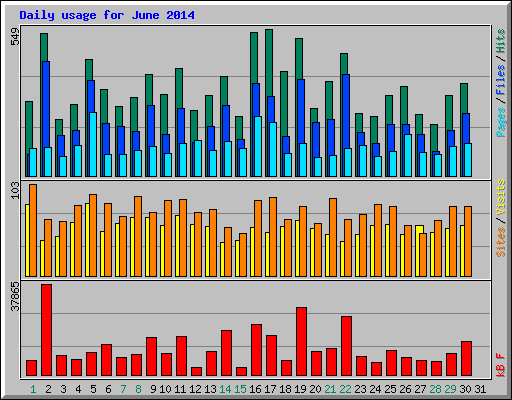 Daily usage for June 2014
549
Pages / Files / Hits
103
Sites / Visits
37865
kB F
1 2 3 4 5 6 7 8 9 10 11 12 13 14 15 16 17 18 19 20 21 22 23 24 25 26 27 28 29 30 31